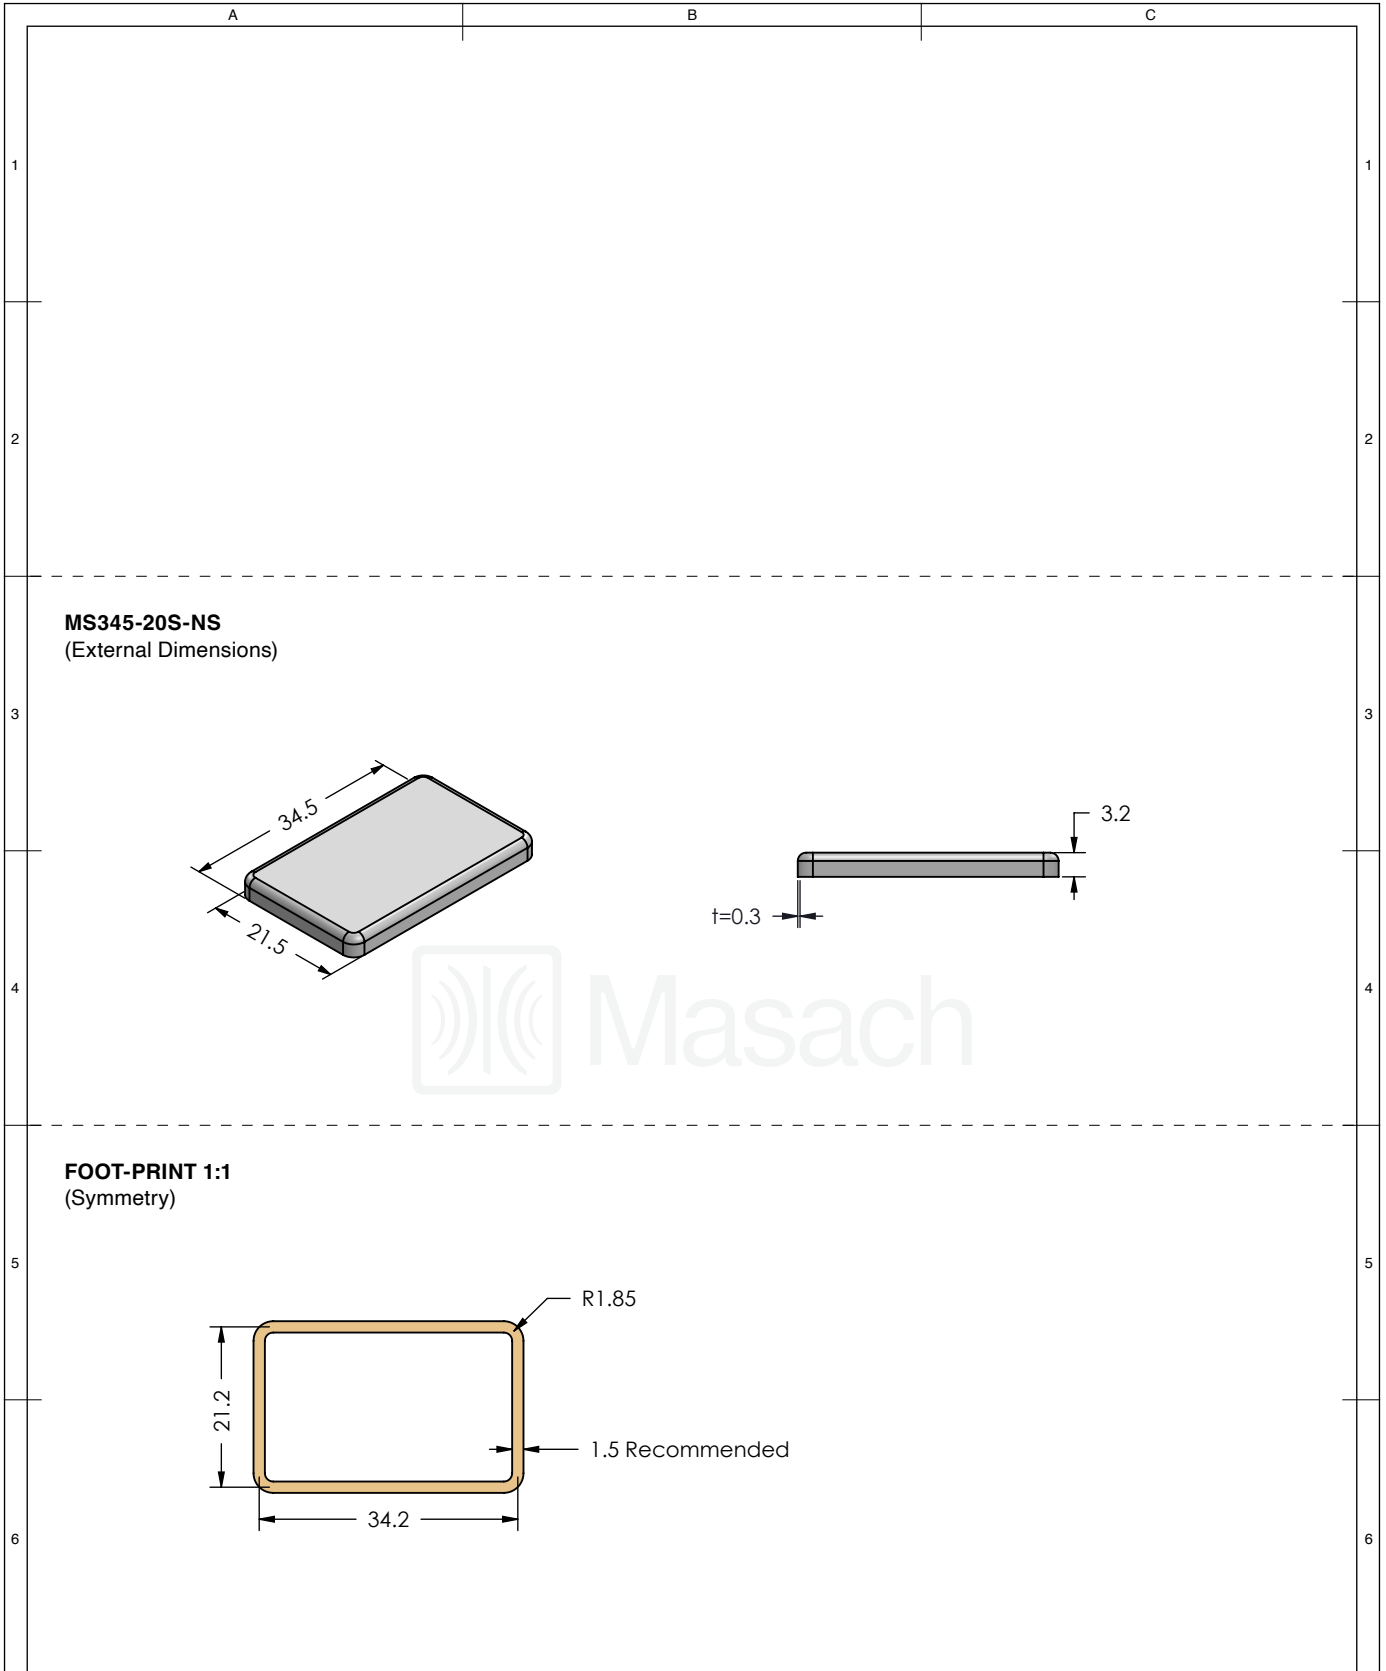 A B C
1 1
2 2
MS345-20S-NS
(External Dimensions)
3 3
34.5
21.5
3.2
t=0.3
4 4
Masach
FOOT-PRINT 1:1
(Symmetry)
5 5
R1.85
21.2
1.5 Recommended
34.2
6 6